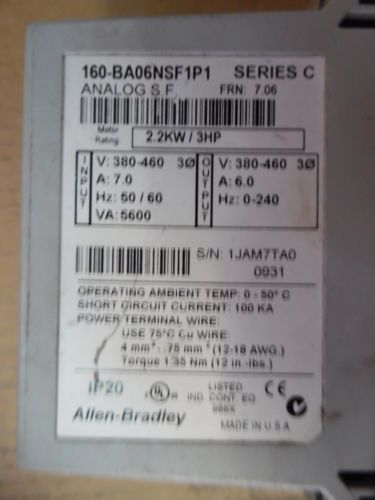 160-BA06NSF1P1 SERIES C
ANALOG S.F. FRN: 7.06
Motor Rating: 2.2KW / 3HP
INPUT
V: 380-460 3Ø
A: 7.0
Hz: 50 / 60
VA: 5600
OUTPUT
V: 380-460 3Ø
A: 6.0
Hz: 0-240
S/N: 1JAM7TA0
0931
OPERATING AMBIENT TEMP: 0 - 50° C
SHORT CIRCUIT CURRENT: 100 KA
POWER TERMINAL WIRE:
USE 75°C Cu WIRE:
4 mm² - .75 mm² (12-18 AWG.)
Torque 1.35 Nm (12 in.-lbs.)
IP20 UL LISTED CE
IND. CONT. EQ.
966X
Allen-Bradley MADE IN U.S.A.